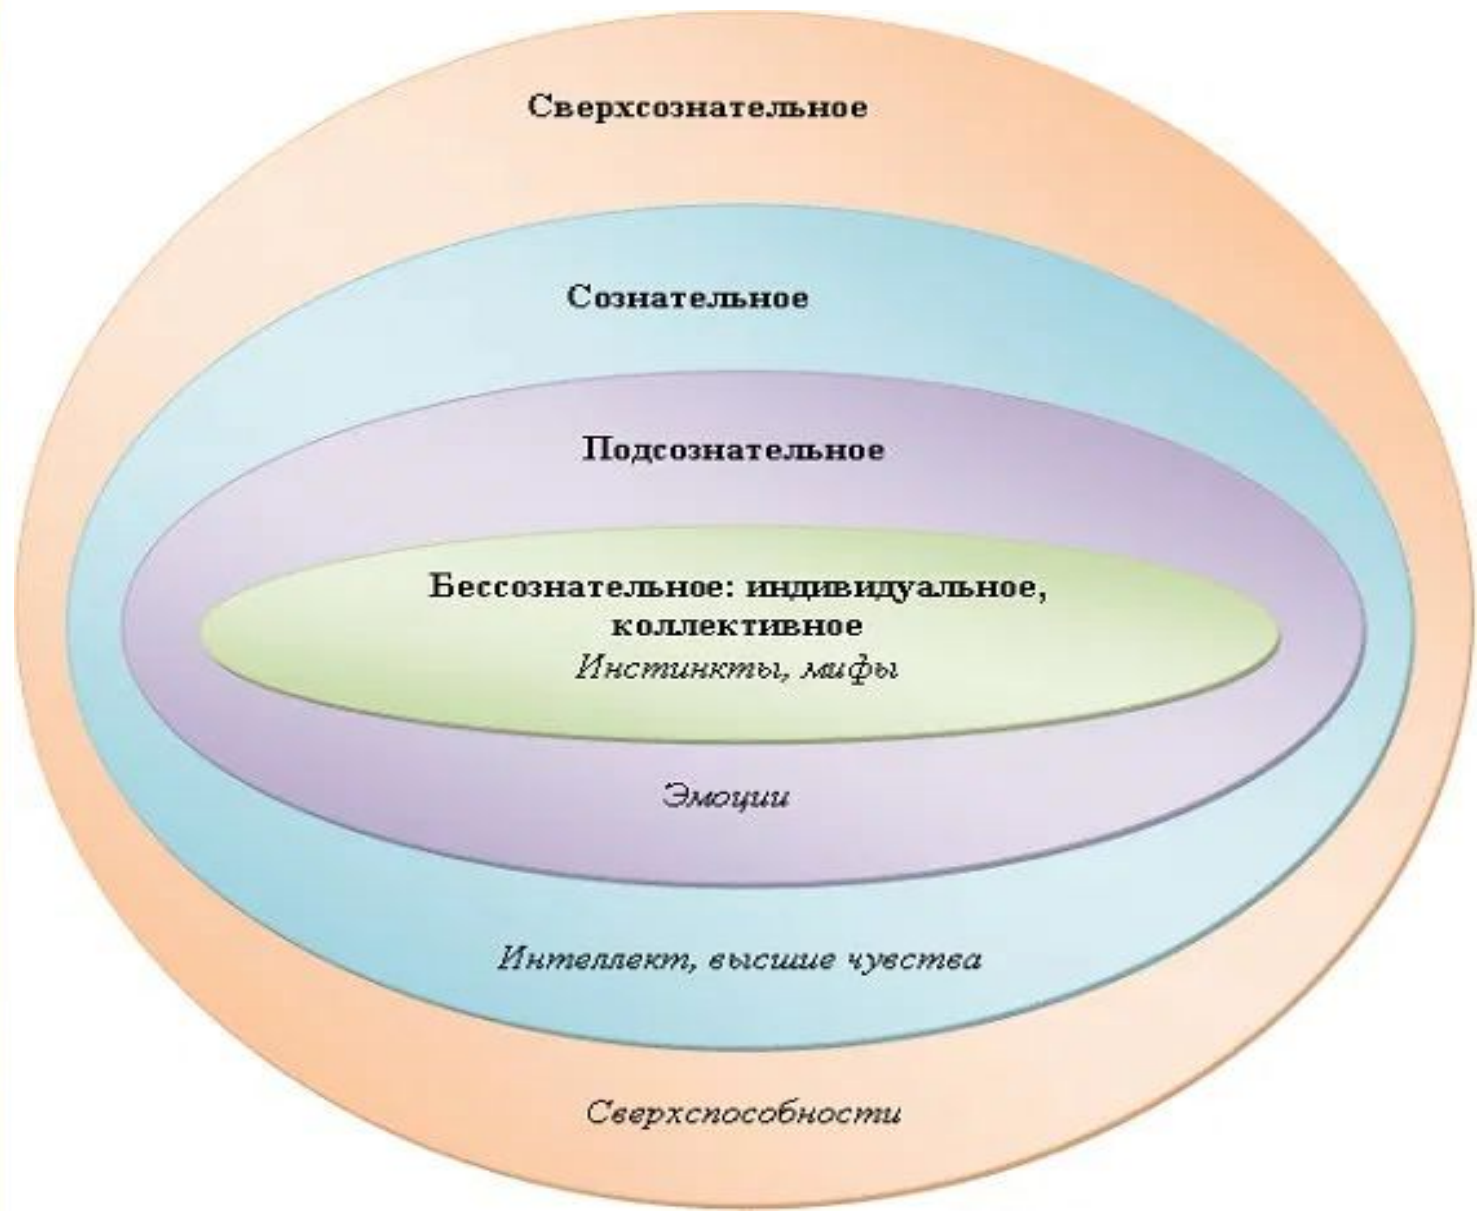 Сверхсознательное
Сознательное
Подсознательное
Бессознательное: индивидуальное,
коллективное
Инстинкты, мифы
Эмоции
Интеллект, высшие чувства
Сверхспособности